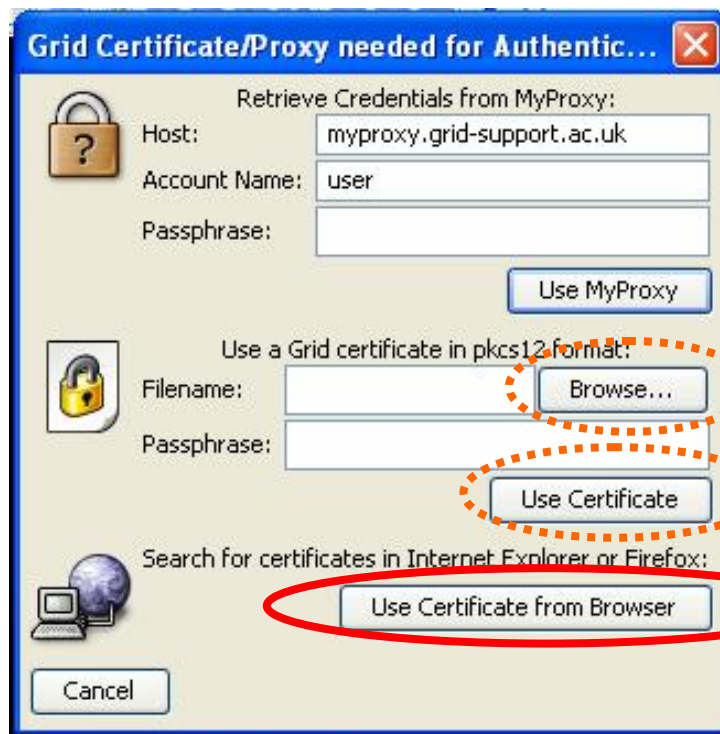 Grid Certificate/Proxy needed for Authentic...
Retrieve Credentials from MyProxy:
Host: myproxy.grid-support.ac.uk
Account Name: user
Passphrase:
Use MyProxy
Use a Grid certificate in pkcs12 format:
Filename: Browse...
Passphrase:
Use Certificate
Search for certificates in Internet Explorer or Firefox:
Use Certificate from Browser
Cancel